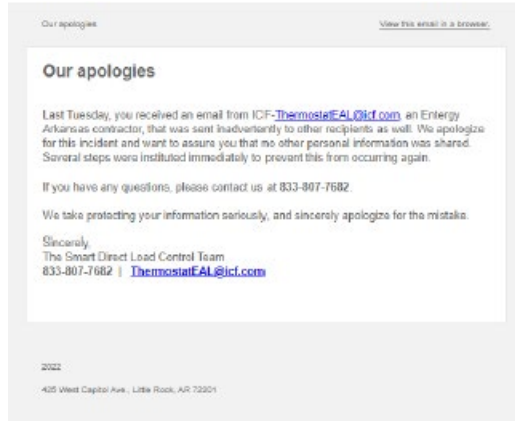 Our apologies
View this email in a browser.
Our apologies
Last Tuesday, you received an email from ICIF-ThermostatEAL@icf.com, an Entergy
Arkansas contractor, that was sent inadvertently to other recipients as well. We apologize
for this incident and want to assure you that no other personal information was shared.
Several steps were instituted immediately to prevent this from occurring again.
If you have any questions, please contact us at 833-807-7682.
We take protecting your information seriously, and sincerely apologize for the mistake.
Sincerely,
The Smart Direct Load Control Team
833-807-7682 | ThermostatEAL@icf.com
2022
425 West Capitol Ave., Little Rock, AR 72201